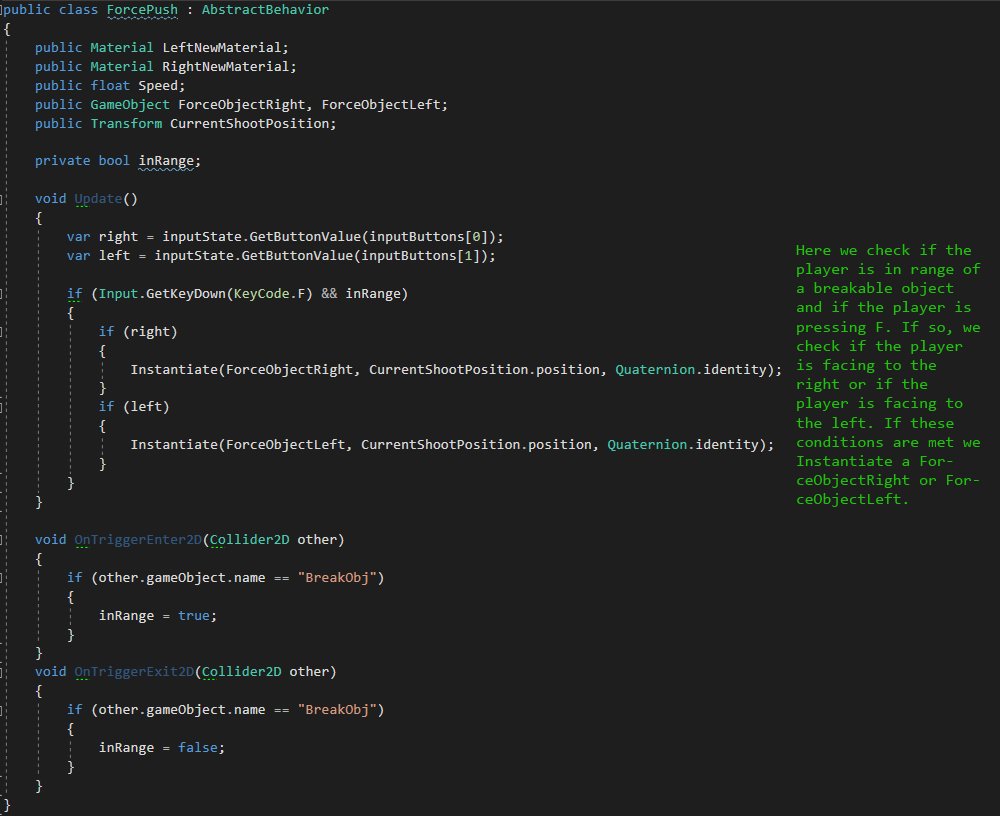 public class ForcePush : AbstractBehavior
{
public Material LeftNewMaterial;
public Material RightNewMaterial;
public float Speed;
public GameObject ForceObjectRight, ForceObjectLeft;
public Transform CurrentShootPosition;
private bool inRange;
void Update()
{
var right = inputState.GetButtonValue(inputButtons[0]);
var left = inputState.GetButtonValue(inputButtons[1]);
if (Input.GetKeyDown(KeyCode.F) && inRange)
{
if (right)
{
Instantiate(ForceObjectRight, CurrentShootPosition.position, Quaternion.identity);
}
if (left)
{
Instantiate(ForceObjectLeft, CurrentShootPosition.position, Quaternion.identity);
}
}
}
void OnTriggerEnter2D(Collider2D other)
{
if (other.gameObject.name == "BreakObj")
{
inRange = true;
}
}
void OnTriggerExit2D(Collider2D other)
{
if (other.gameObject.name == "BreakObj")
{
inRange = false;
}
}
}
Here we check if the
player is in range of
a breakable object
and if the player is
pressing F. If so, we
check if the player
is facing to the
right or if the
player is facing to
the left. If these
conditions are met we
Instantiate a For-
ceObjectRight or For-
ceObjectLeft.